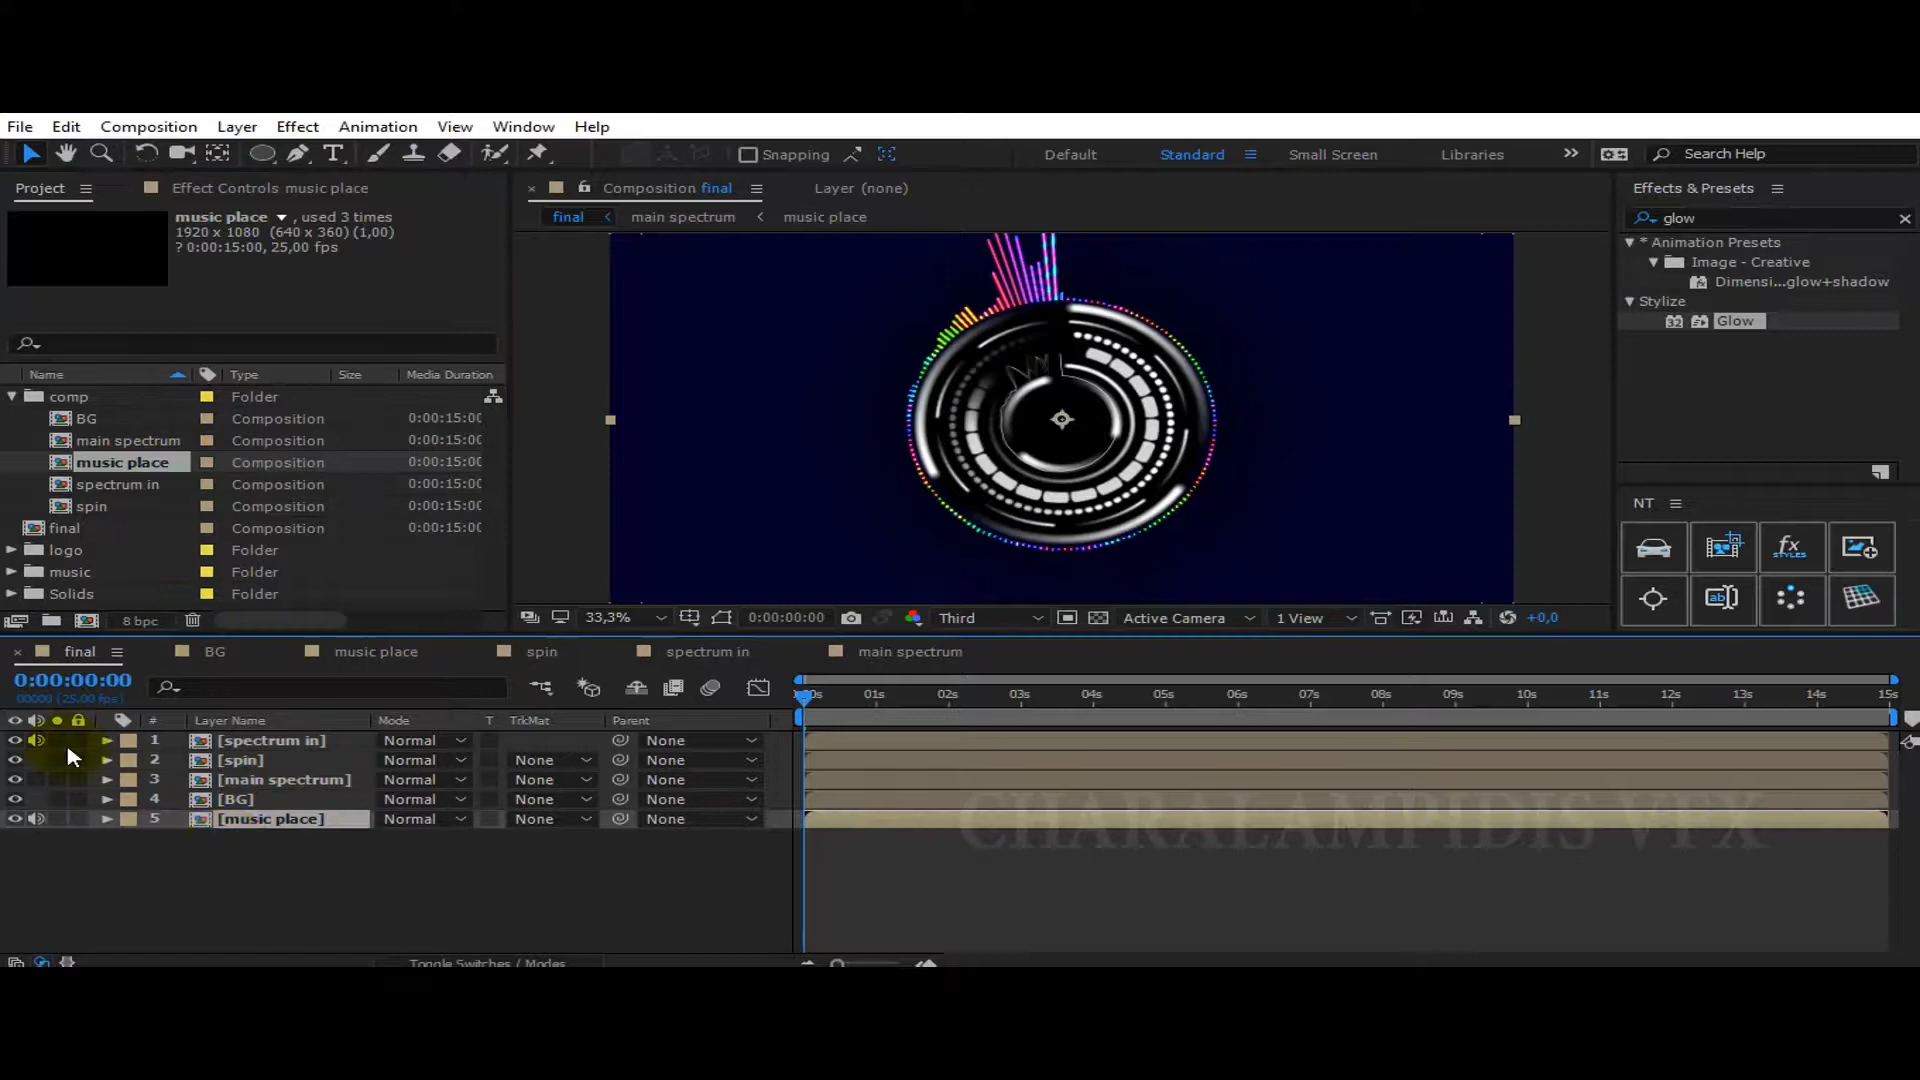 File Edit Composition Layer Effect Animation View Window Help
Snapping Default Standard Small Screen Libraries Search Help
Project Effect Controls music place
music place , used 3 times
1920 x 1080 (640 x 360) (1,00)
? 0:00:15:00, 25,00 fps
Composition final Layer (none)
final main spectrum music place
Effects & Presets
glow
* Animation Presets
Image - Creative
Dimensi...glow+shadow
Stylize
Glow
Name Type Size Media Duration
comp Folder
BG Composition 0:00:15:00
main spectrum Composition 0:00:15:00
music place Composition 0:00:15:00
spectrum in Composition 0:00:15:00
spin Composition 0:00:15:00
final Composition 0:00:15:00
logo Folder
music Folder
Solids Folder
8 bpc
NT
fx
STYLES
ab
33,3% 0:00:00:00 Third Active Camera 1 View +0,0
final BG music place spin spectrum in main spectrum
0:00:00:00
00000 (25.00 fps)
01s 02s 03s 04s 05s 06s 07s 08s 09s 10s 11s 12s 13s 14s 15s
# Layer Name Mode T TrkMat Parent
1 [spectrum in] Normal None
2 [spin] Normal None None
3 [main spectrum] Normal None None
4 [BG] Normal None None
5 [music place] Normal None None
CHARALAMPIDIS VFX
Toggle Switches / Modes